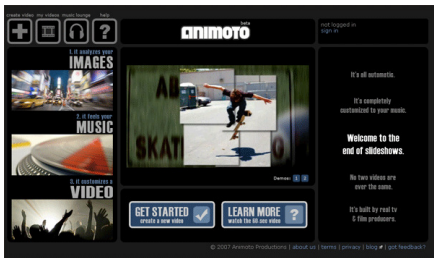 create video my videos music lounge help
beta
animoto
not logged in
sign in
1. it analyzes your
IMAGES
2. it feels your
MUSIC
3. it customizes a
VIDEO
AD
SKAT
O
Demos: 1 2
GET STARTED
create a new video
LEARN MORE
watch the 60 sec video
?
It's all automatic.
It's completely
customized to your music.
Welcome to the
end of slideshows.
No two videos are
ever the same.
It's built by real tv
& film producers.
© 2007 Animoto Productions | about us | terms | privacy | blog | got feedback?